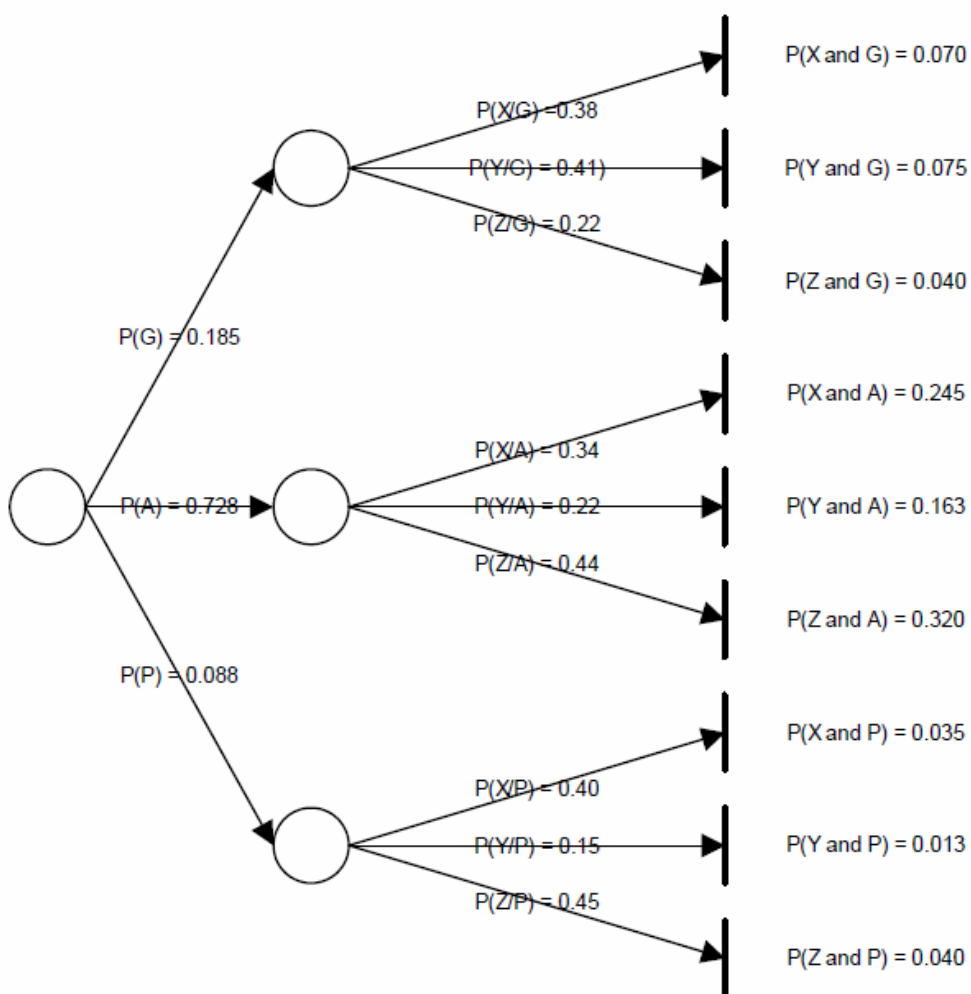 P(X and G) = 0.070
P(X/G) =0.38
P(Y/G) = 0.41)
P(Y and G) = 0.075
P(Z/G) = 0.22
P(Z and G) = 0.040
P(G) = 0.185
P(X and A) = 0.245
P(X/A) = 0.34
P(A) = 0.728
P(Y/A) = 0.22
P(Y and A) = 0.163
P(Z/A) = 0.44
P(Z and A) = 0.320
P(P) = 0.088
P(X and P) = 0.035
P(X/P) = 0.40
P(Y/P) = 0.15
P(Y and P) = 0.013
P(Z/P) = 0.45
P(Z and P) = 0.040